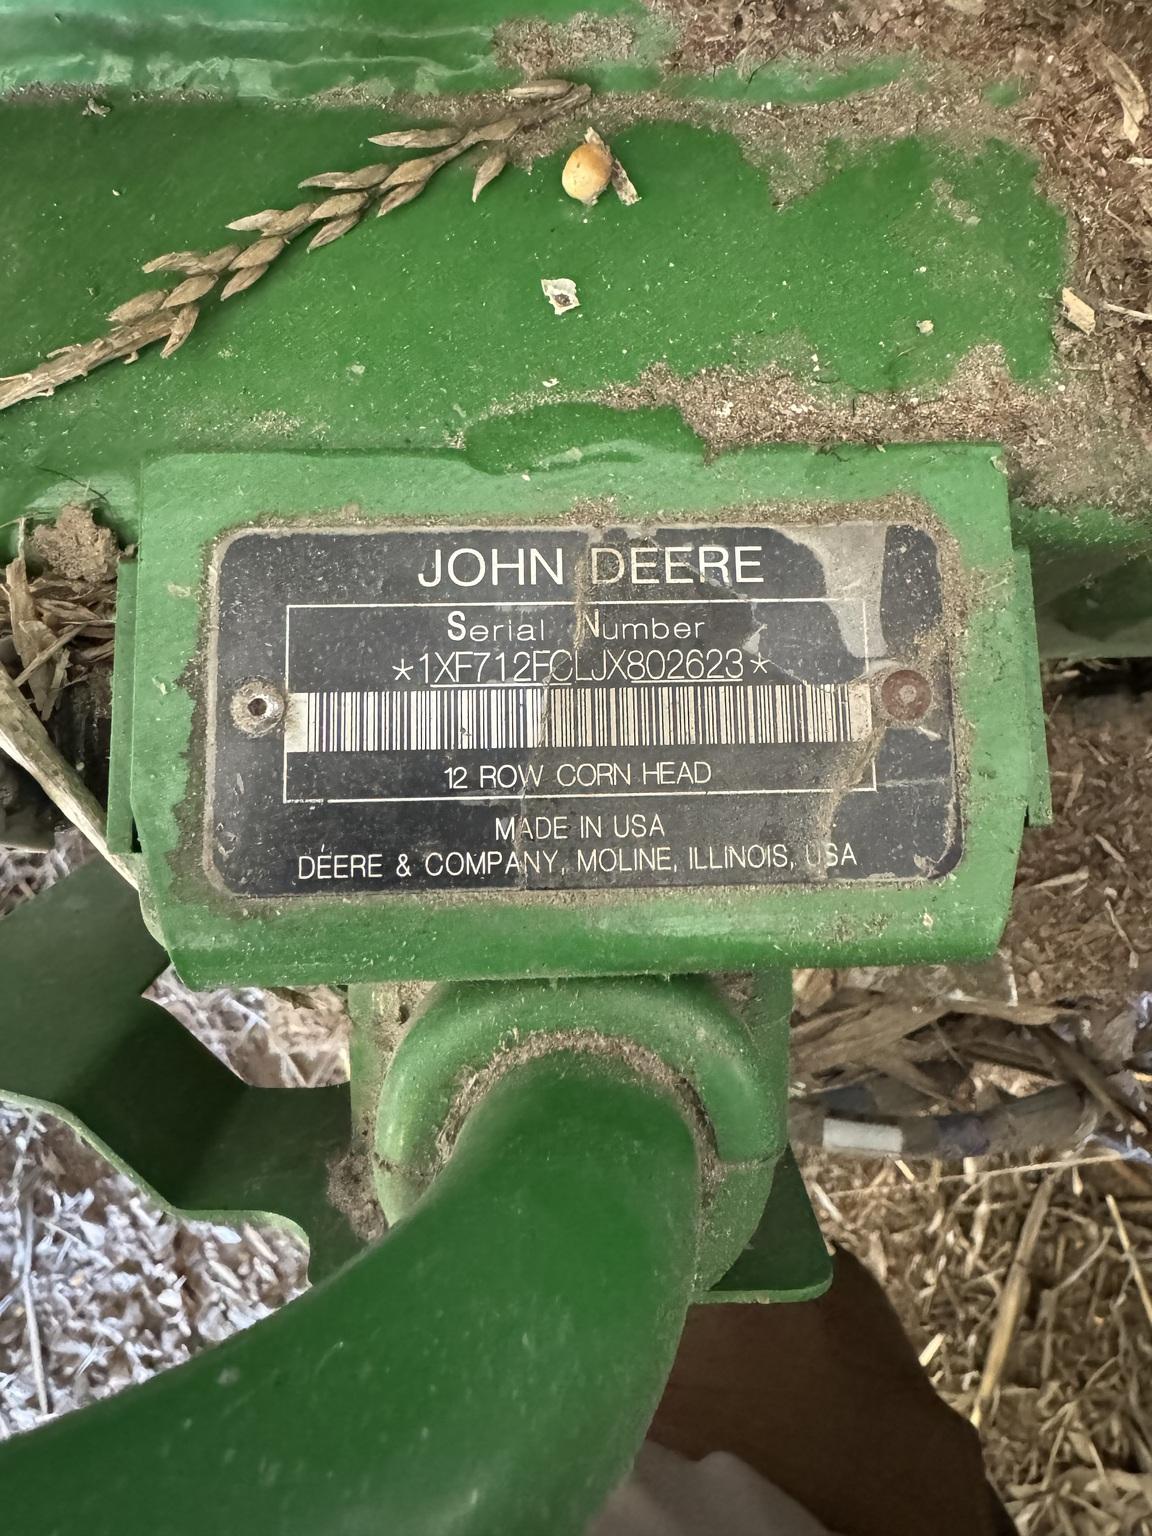 JOHN DEERE
Serial Number
*1XF712FCLJX802623*
12 ROW CORN HEAD
MADE IN USA
DEERE & COMPANY, MOLINE, ILLINOIS, USA